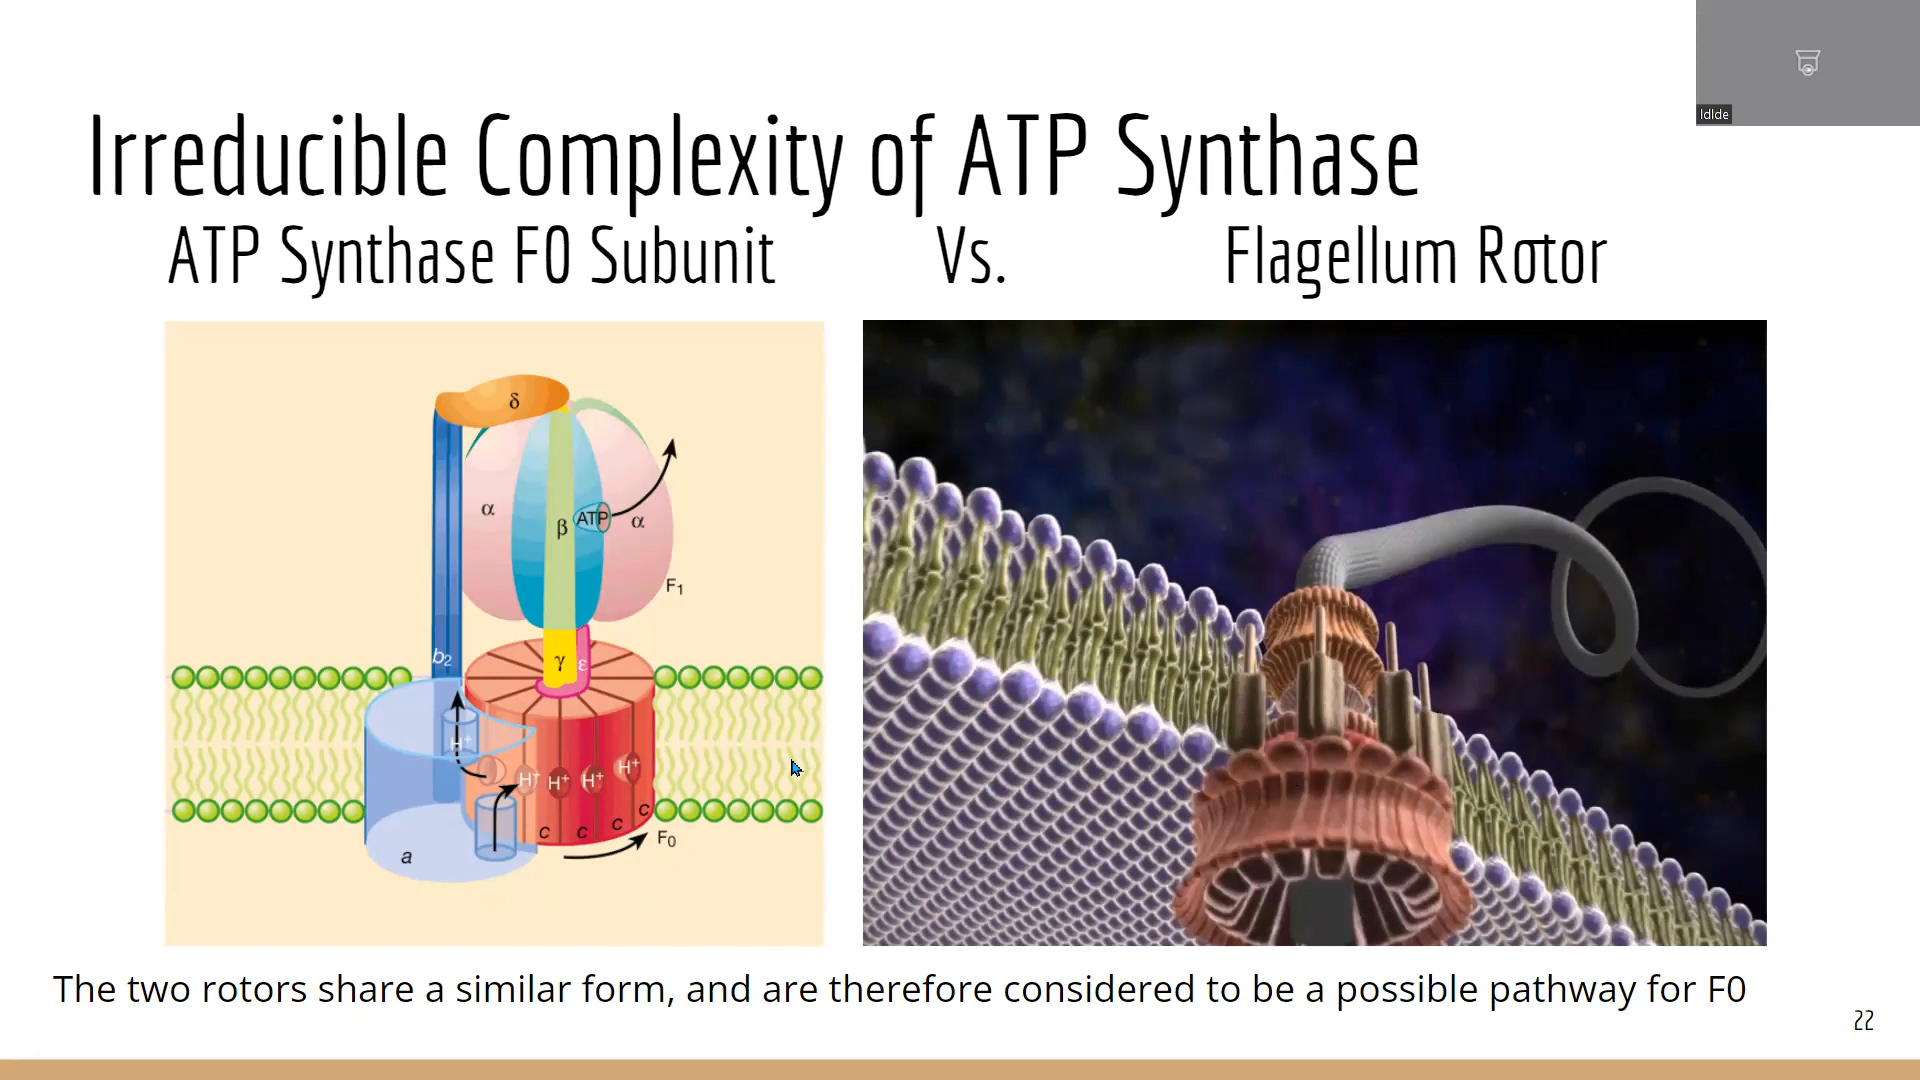 ldlde
Irreducible Complexity of ATP Synthase
ATP Synthase F0 Subunit Vs. Flagellum Rotor
δ
α
β
ATP
α
F₁
b₂
γ
ε
H⁺
H⁺
H⁺
H⁺
H⁺
c
c
c
c
F₀
a
The two rotors share a similar form, and are therefore considered to be a possible pathway for F0
22